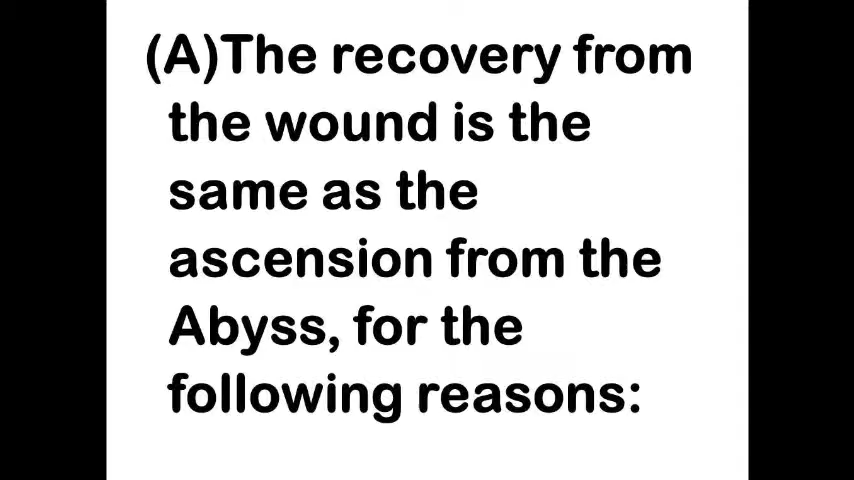 (A)The recovery from
the wound is the
same as the
ascension from the
Abyss, for the
following reasons: